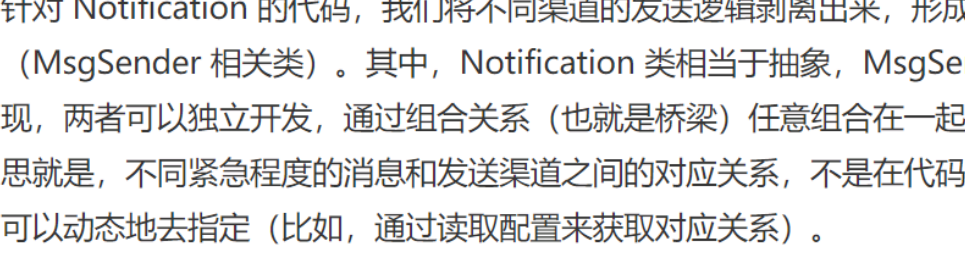 针对 Notification 的代码，我们将不同渠道的发送逻辑剥离出来，形成
（MsgSender 相关类）。其中，Notification 类相当于抽象，MsgSe
现，两者可以独立开发，通过组合关系（也就是桥梁）任意组合在一起
思就是，不同紧急程度的消息和发送渠道之间的对应关系，不是在代码
可以动态地去指定（比如，通过读取配置来获取对应关系）。